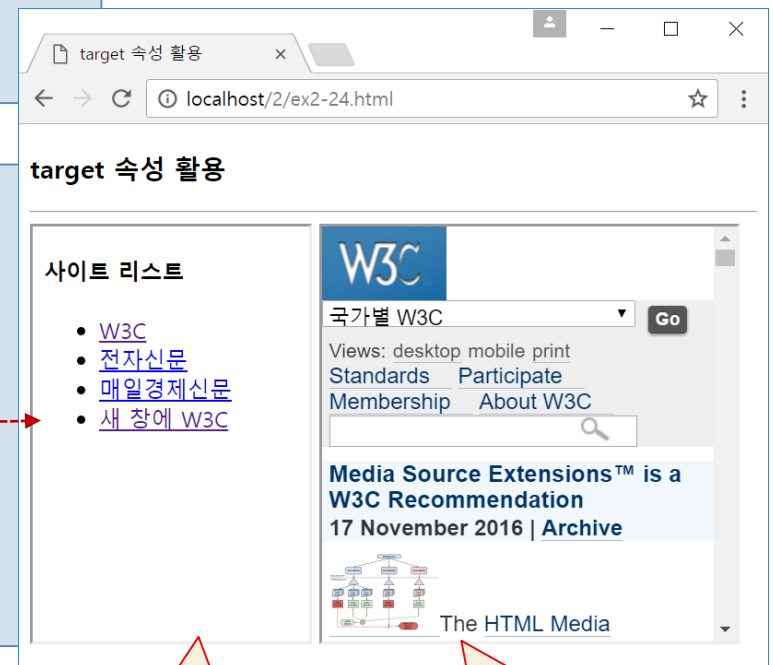 target 속성 활용
localhost/2/ex2-24.html
target 속성 활용
사이트 리스트
W3C
전자신문
매일경제신문
새 창에 W3C
W3C
국가별 W3C
Go
Views: desktop mobile print
Standards Participate
Membership About W3C
Media Source Extensions™ is a
W3C Recommendation
17 November 2016 | Archive
The HTML Media